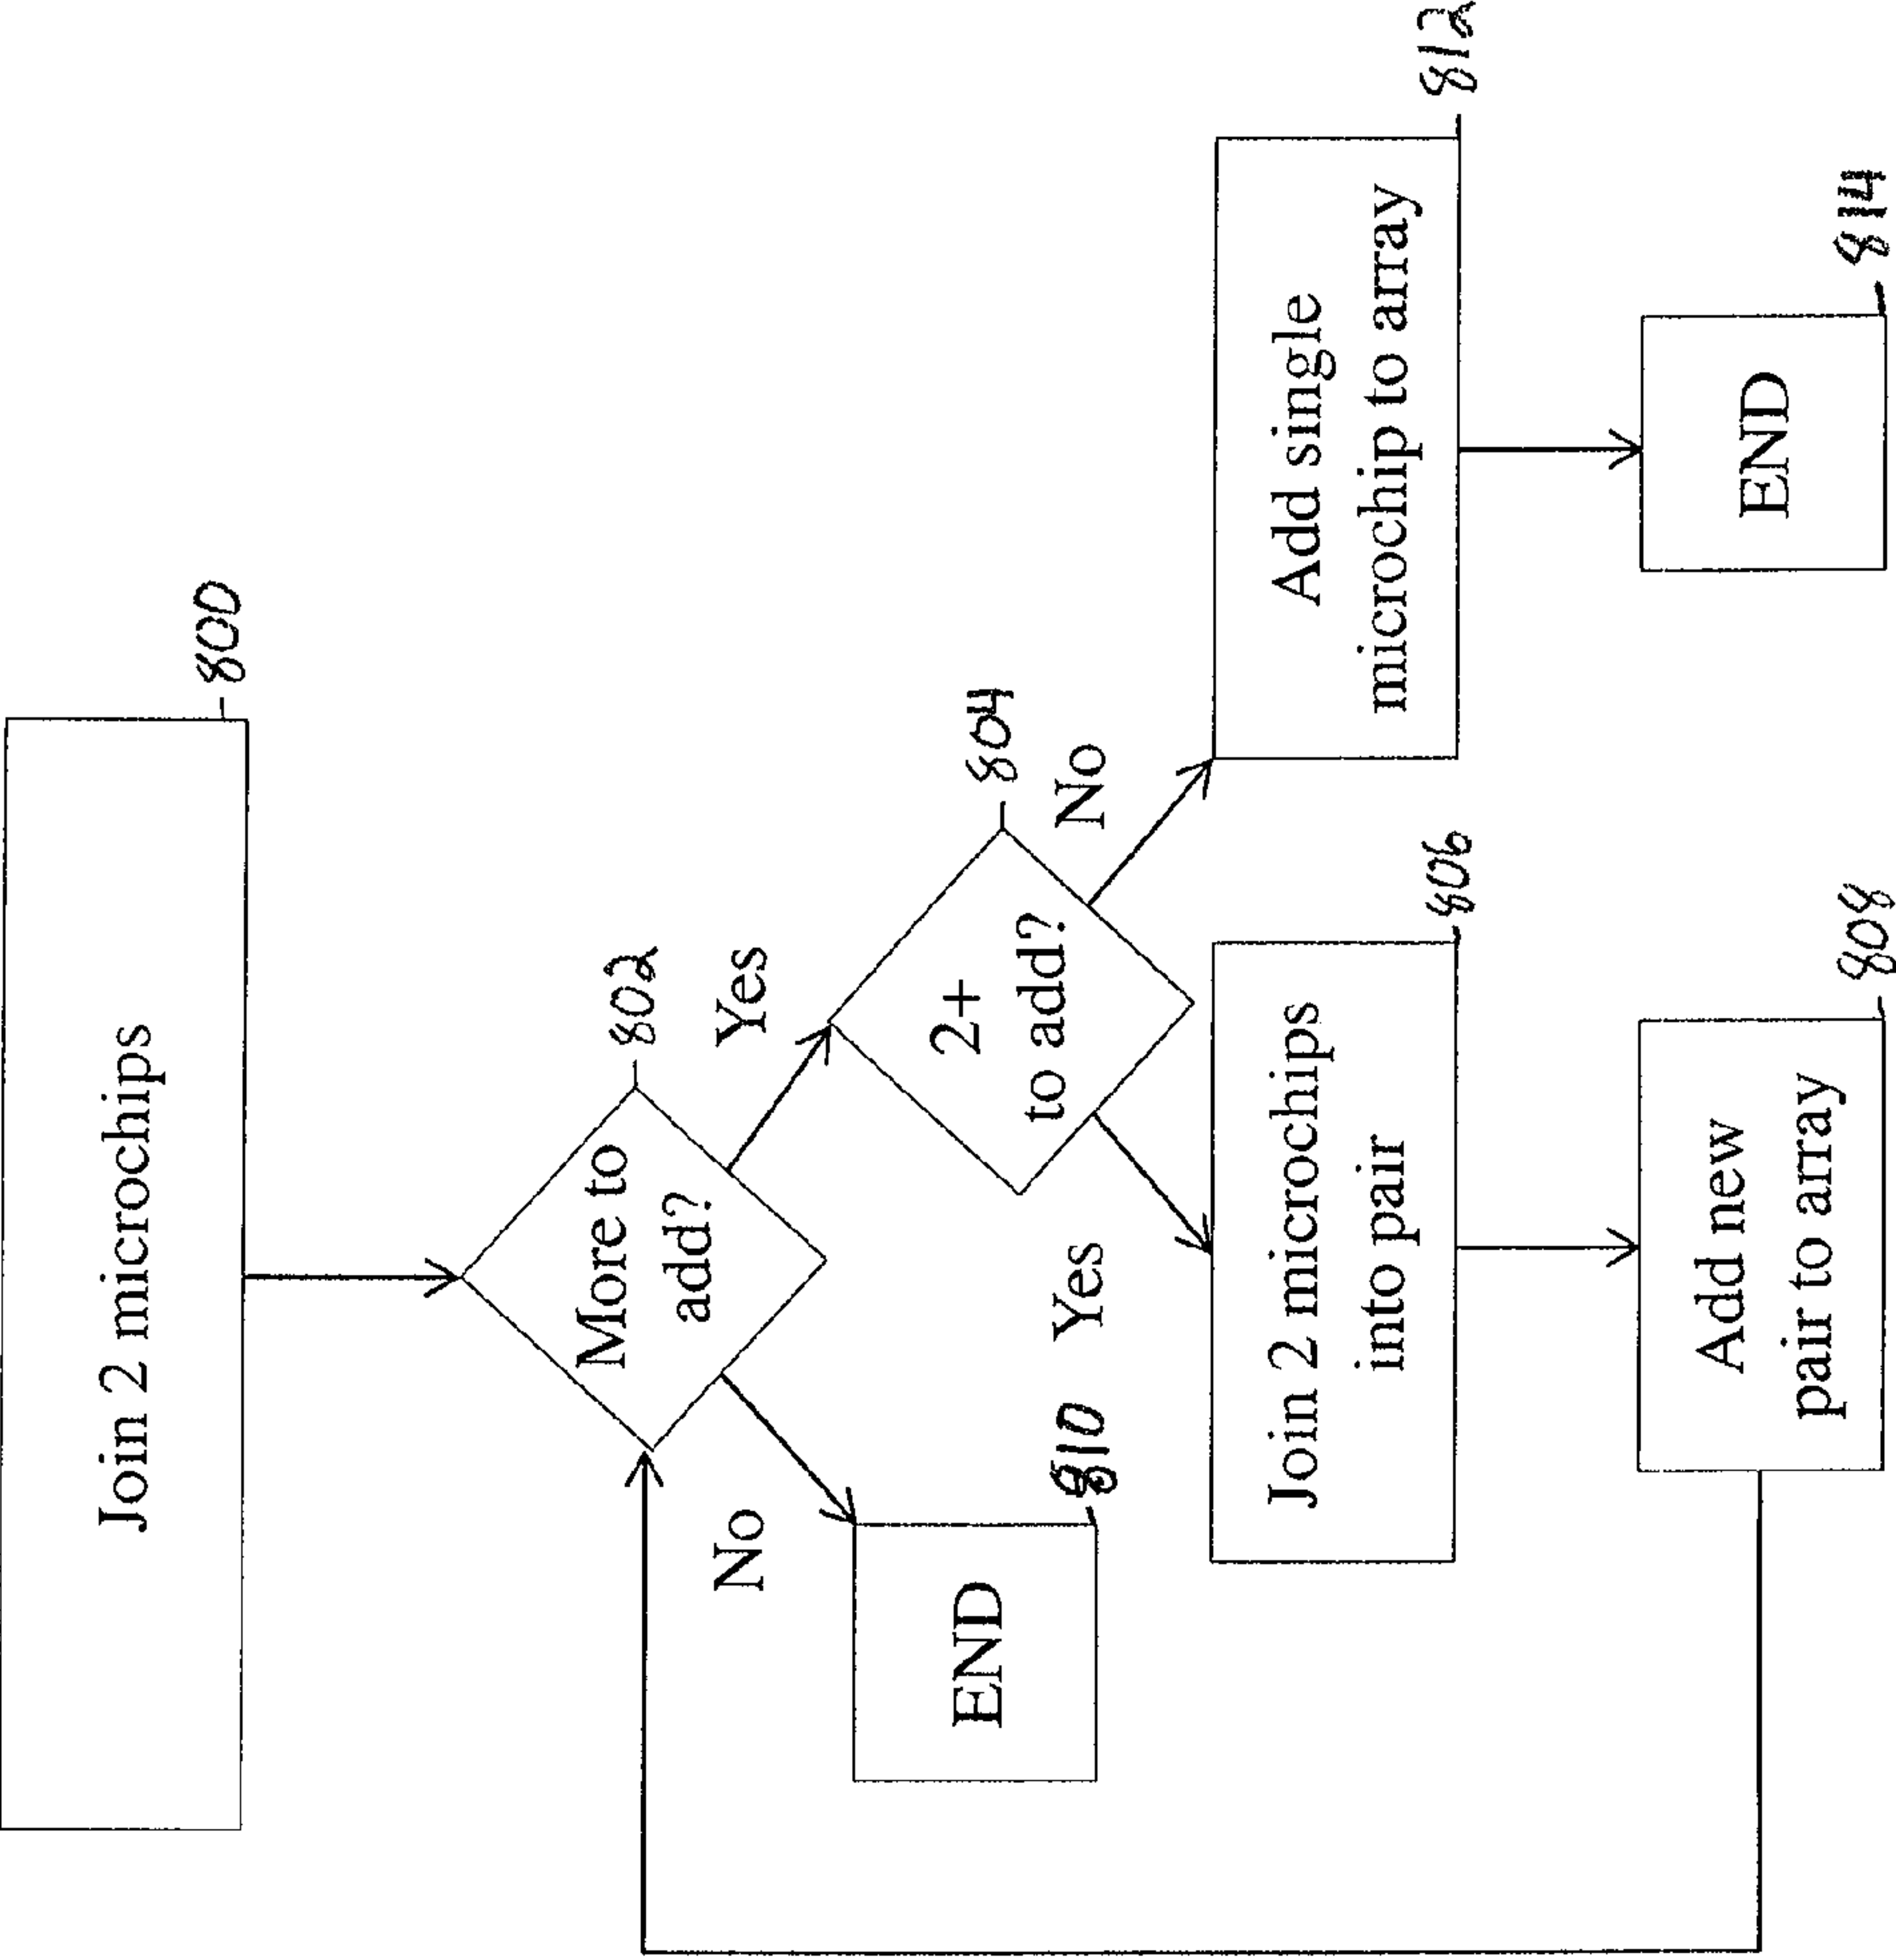 Join 2 microchips
800
More to
add?
802
No
Yes
END
810
2+
to add?
804
Yes
No
Join 2 microchips
into pair
806
Add single
microchip to array
812
Add new
pair to array
808
END
814